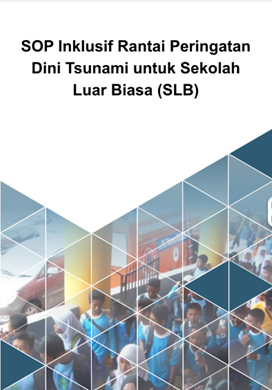 SOP Inklusif Rantai Peringatan
Dini Tsunami untuk Sekolah
Luar Biasa (SLB)